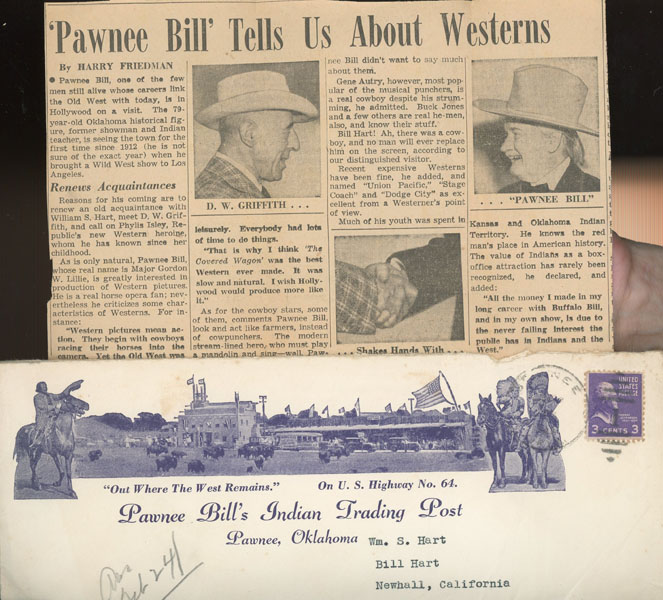 'Pawnee Bill' Tells Us About Westerns
By HARRY FRIEDMAN
● Pawnee Bill, one of the few
men still alive whose careers link
the Old West with today, is in
Hollywood on a visit. The 79-
year-old Oklahoma historical fig-
ure, former showman and Indian
teacher, is seeing the town for the
first time since 1912 (he is not
sure of the exact year) when he
brought a Wild West show to Los
Angeles.
Renews Acquaintances
Reasons for his coming are to
renew an old acquaintance with
William S. Hart, meet D. W. Grif-
fith, and call on Phylis Isley, Re-
public's new Western heroine,
whom he has known since her
childhood.
As is only natural, Pawnee Bill,
whose real name is Major Gordon
W. Lillie, is greatly interested in
production of Western pictures.
He is a real horse opera fan; nev-
ertheless he criticizes some char-
acteristics of Westerns. For in-
stance:
"Western pictures mean ac-
tion. They begin with cowboys
racing their horses into the
camera. Yet the Old West was
D. W. GRIFFITH . . .
leisurely. Everybody had lots
of time to do things.
"That is why I think 'The
Covered Wagon' was the best
Western ever made. It was
slow and natural. I wish Holly-
wood would produce more like
it."
As for the cowboy stars, some
of them, comments Pawnee Bill,
look and act like farmers, instead
of cowpunchers. The modern
stream-lined hero, who must play
a mandolin and sing—well, Paw-
nee Bill didn't want to say much
about them.
Gene Autry, however, most pop-
ular of the musical punchers, is
a real cowboy despite his strum-
ming, he admitted. Buck Jones
and a few others are real he-men,
also, and know their stuff.
Bill Hart! Ah, there was a cow-
boy, and no man will ever replace
him on the screen, according to
our distinguished visitor.
Recent expensive Westerns
have been fine, he added, and
named "Union Pacific," "Stage
Coach" and "Dodge City" as ex-
cellent from a Westerner's point
of view.
Much of his youth was spent in
. . . Shakes Hands With . . .
. . . "PAWNEE BILL"
Kansas and Oklahoma Indian
Territory. He knows the red
man's place in American history.
The value of Indians as a box-
office attraction has rarely been
recognized, he declared, and
added:
"All the money I made in my
long career with Buffalo Bill,
and in my own show, is due to
the never failing interest the
public has in Indians and the
West."
"Out Where The West Remains." On U. S. Highway No. 64.
Pawnee Bill's Indian Trading Post
Pawnee, Oklahoma
Wm. S. Hart
Bill Hart
Newhall, California
UNITED
STATES
POSTAGE
3 CENTS 3